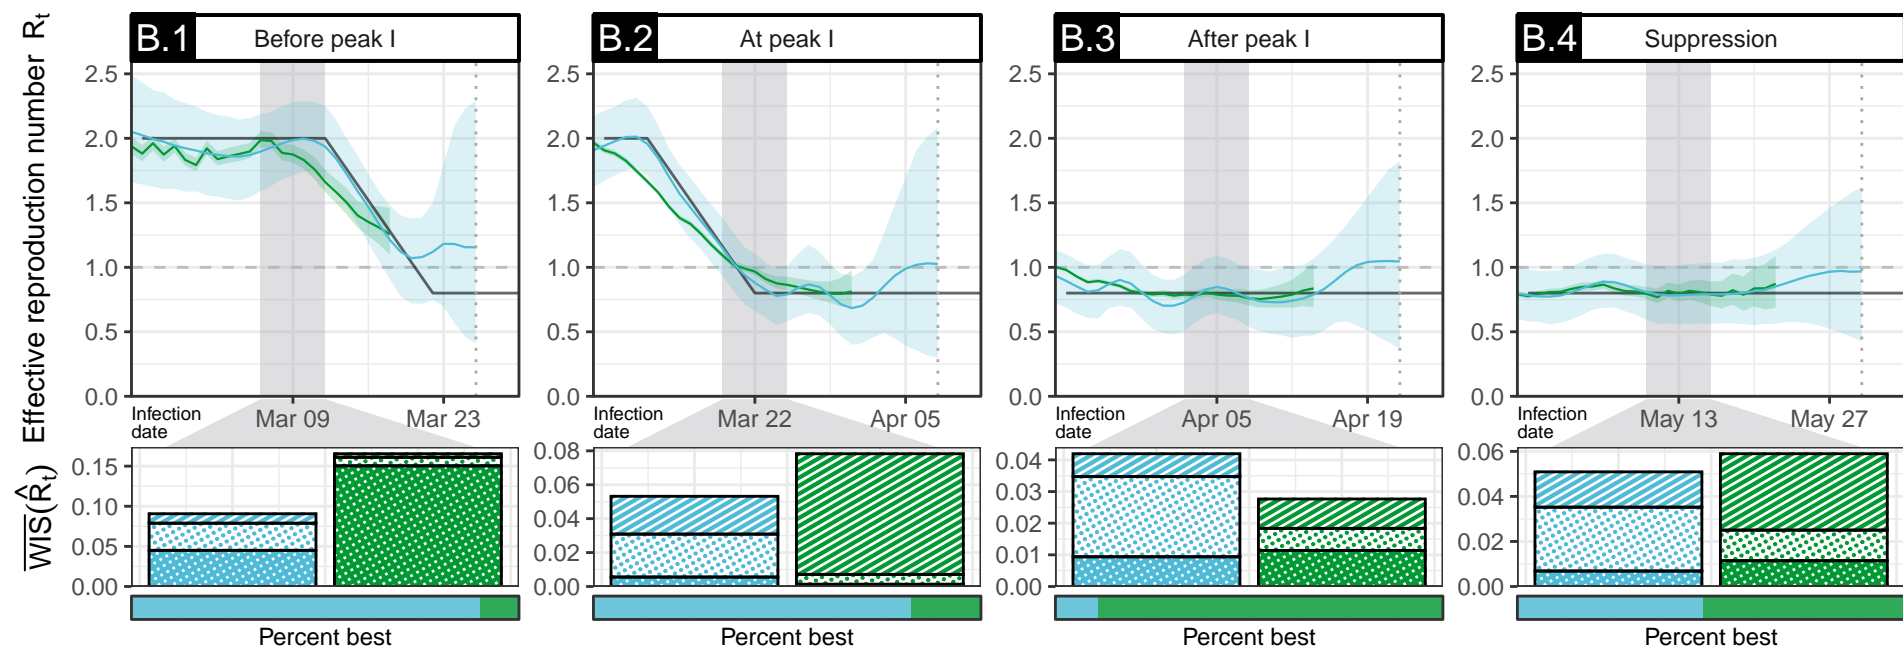 B.1 Before peak I
B.2 At peak I
B.3 After peak I
B.4 Suppression
Effective reproduction number Rt
2.5
2.0
1.5
1.0
0.5
0.0
2.5
2.0
1.5
1.0
0.5
0.0
2.5
2.0
1.5
1.0
0.5
0.0
2.5
2.0
1.5
1.0
0.5
0.0
Infection
date
Mar 09 Mar 23
Infection
date
Mar 22 Apr 05
Infection
date
Apr 05 Apr 19
Infection
date
May 13 May 27
WIS(R̂t)
0.15
0.10
0.05
0.00
0.08
0.06
0.04
0.02
0.00
0.04
0.03
0.02
0.01
0.00
0.06
0.04
0.02
0.00
Percent best
Percent best
Percent best
Percent best